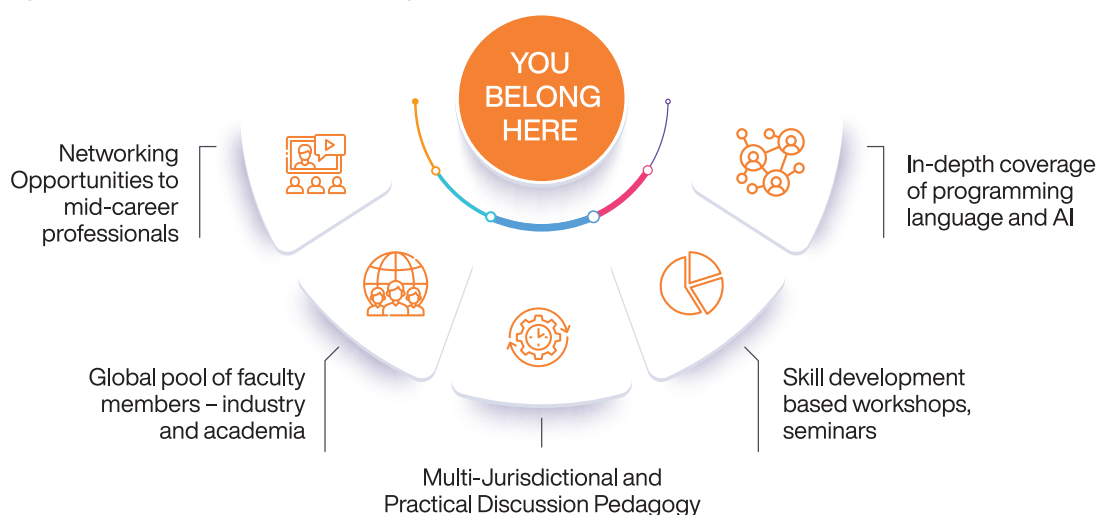 YOU
BELONG
HERE
Networking
Opportunities to
mid-career
professionals
Global pool of faculty
members – industry
and academia
Multi-Jurisdictional and
Practical Discussion Pedagogy
Skill development
based workshops,
seminars
In-depth coverage
of programming
language and AI